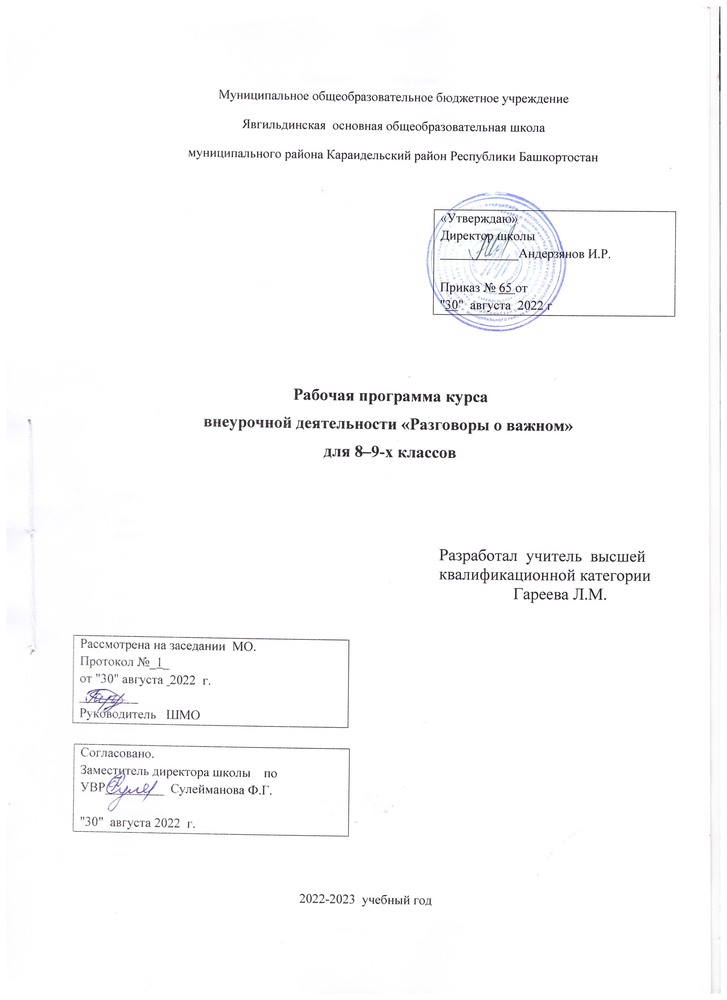 Муниципальное общеобразовательное бюджетное учреждение
Явгильдинская основная общеобразовательная школа
муниципального района Караидельский район Республики Башкортостан
«Утверждаю»
Директор школы
____________Андерзянов И.Р.
Приказ № 65 от
"30" августа 2022 г
Рабочая программа курса
внеурочной деятельности «Разговоры о важном»
для 8–9-х классов
Разработал учитель высшей
квалификационной категории
Гареева Л.М.
Рассмотрена на заседании МО.
Протокол №_1_
от "30" августа _2022 г.
Руководитель ШМО
Согласовано.
Заместитель директора школы по
УВР_________ Сулейманова Ф.Г.
"30" августа 2022 г.
2022-2023 учебный год